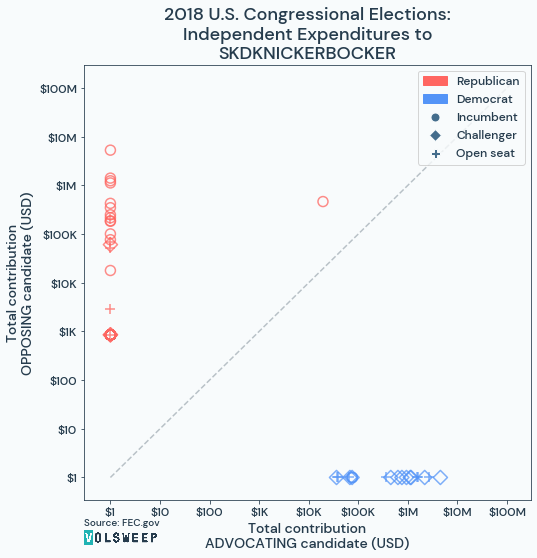 2018 U.S. Congressional Elections:
Independent Expenditures to
SKDKNICKERBOCKER
Republican
Democrat
Incumbent
Challenger
Open seat
Total contribution
OPPOSING candidate (USD)
$100M
$10M
$1M
$100K
$10K
$1K
$100
$10
$1
$1 $10 $100 $1K $10K $100K $1M $10M $100M
Total contribution
ADVOCATING candidate (USD)
Source: FEC.gov
VOLSWEEP